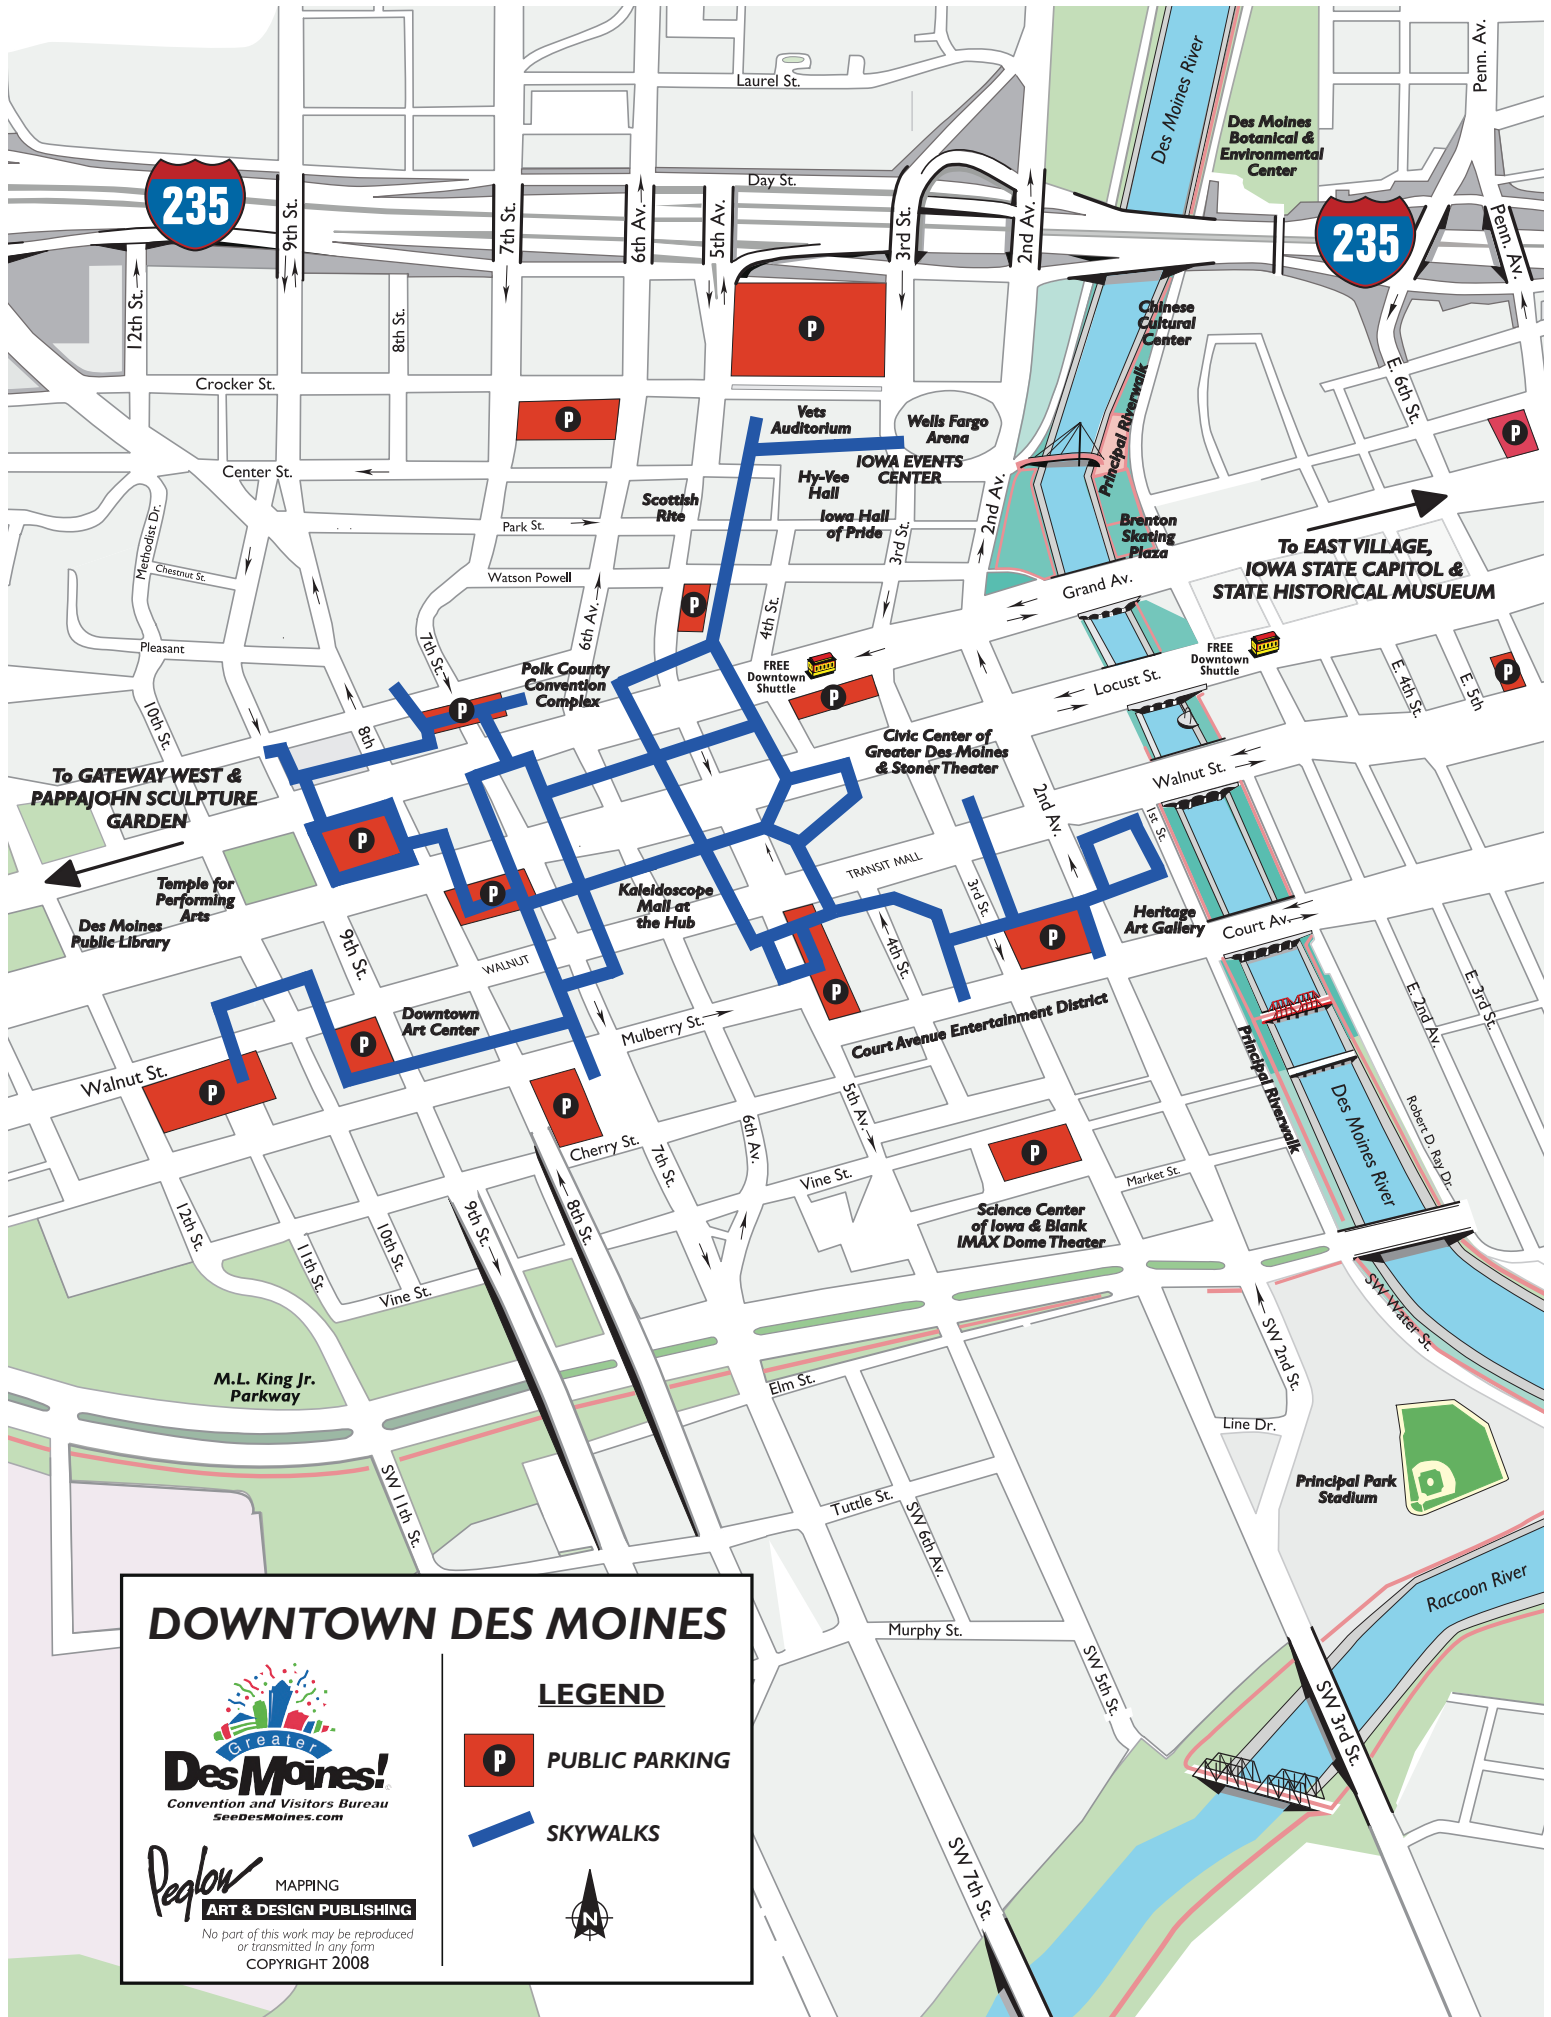 Laurel St.
Des Moines River
Penn. Av.
Des Moines
Botanical &
Environmental
Center
Day St.
235
9th St.
7th St.
6th Av.
5th Av.
3rd St.
2nd Av.
235
Penn. Av.
12th St.
8th St.
P
Chinese
Cultural
Center
Crocker St.
E. 6th St.
P
Vets
Auditorium
Wells Fargo
Arena
Principal Riverwalk
P
Center St.
IOWA EVENTS
CENTER
Hy-Vee
Hall
Scottish
Rite
Iowa Hall
of Pride
2nd Av.
3rd St.
Park St.
Brenton
Skating
Plaza
To EAST VILLAGE,
IOWA STATE CAPITOL &
STATE HISTORICAL MUSUEUM
Methodist Dr.
Chestnut St.
Watson Powell
Grand Av.
P
4th St.
6th Av.
7th St.
Pleasant
FREE
Downtown
Shuttle
FREE
Downtown
Shuttle
Polk County
Convention
Complex
P
P
P
Locust St.
E. 4th St.
E. 5th
10th St.
8th
Civic Center of
Greater Des Moines
& Stoner Theater
Walnut St.
To GATEWAY WEST &
PAPPAJOHN SCULPTURE
GARDEN
2nd Av.
1st St.
P
TRANSIT MALL
Temple for
Performing
Arts
P
Kaleidoscope
Mall at
the Hub
3rd St.
Heritage
Art Gallery
Court Av.
Des Moines
Public Library
9th St.
WALNUT
4th St.
P
P
Downtown
Art Center
Mulberry St.
Court Avenue Entertainment District
E. 2nd Av.
E. 3rd St.
P
Walnut St.
P
P
Principal Riverwalk
Des Moines River
Robert D. Ray Dr.
5th Av.
6th Av.
Cherry St.
7th St.
Vine St.
P
Market St.
12th St.
11th St.
10th St.
9th St.
8th St.
Science Center
of Iowa & Blank
IMAX Dome Theater
Vine St.
SW Water St.
SW 2nd St.
M.L. King Jr.
Parkway
Elm St.
Line Dr.
SW 11th St.
Tuttle St.
SW 6th Av.
Principal Park
Stadium
Raccoon River
Murphy St.
SW 5th St.
SW 3rd St.
SW 7th St.
DOWNTOWN DES MOINES
Greater
Des Moines!
Convention and Visitors Bureau
SeeDesMoines.com
Peglow
MAPPING
ART & DESIGN PUBLISHING
No part of this work may be reproduced
or transmitted In any form
COPYRIGHT 2008
LEGEND
P
PUBLIC PARKING
SKYWALKS
N